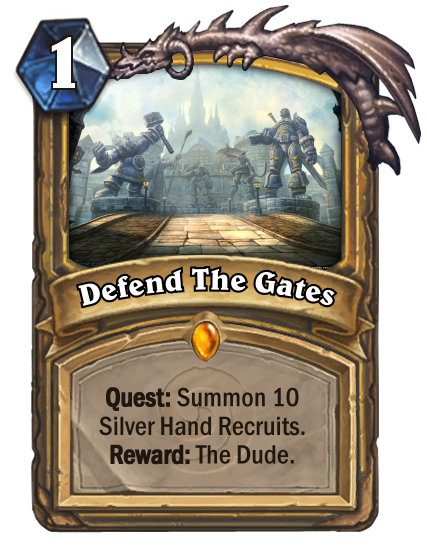 1
Defend The Gates
Quest: Summon 10
Silver Hand Recruits.
Reward: The Dude.